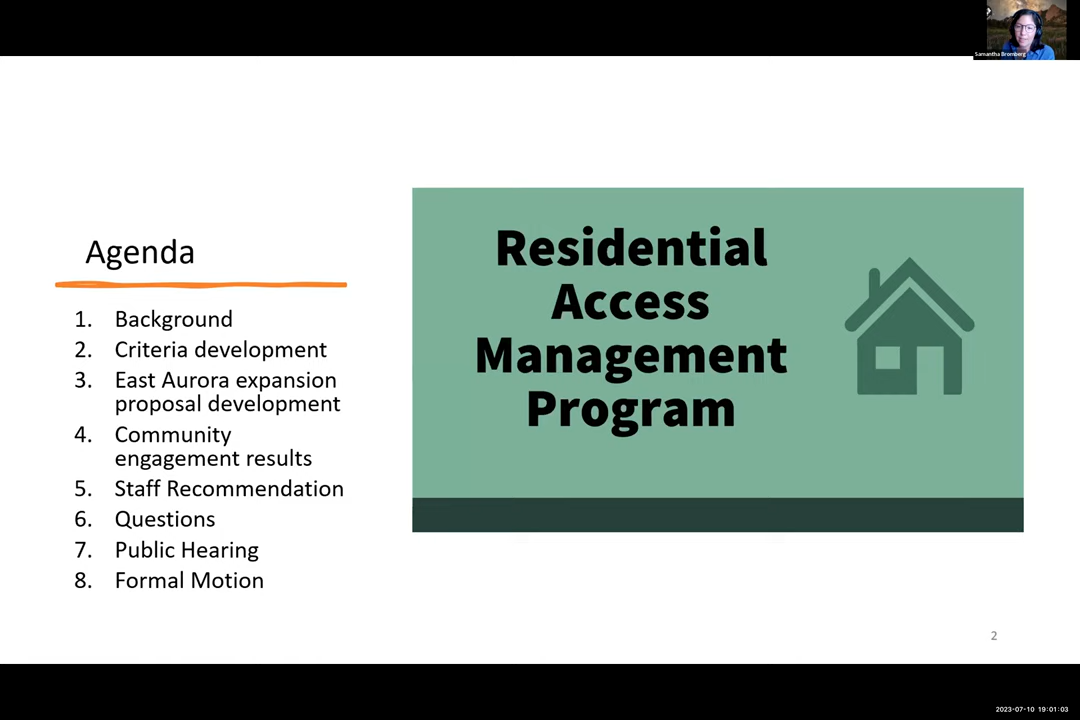 Samantha Bromberg
Agenda
1. Background
2. Criteria development
3. East Aurora expansion
proposal development
4. Community
engagement results
5. Staff Recommendation
6. Questions
7. Public Hearing
8. Formal Motion
Residential
Access
Management
Program
2
2023-07-10 19:01:03